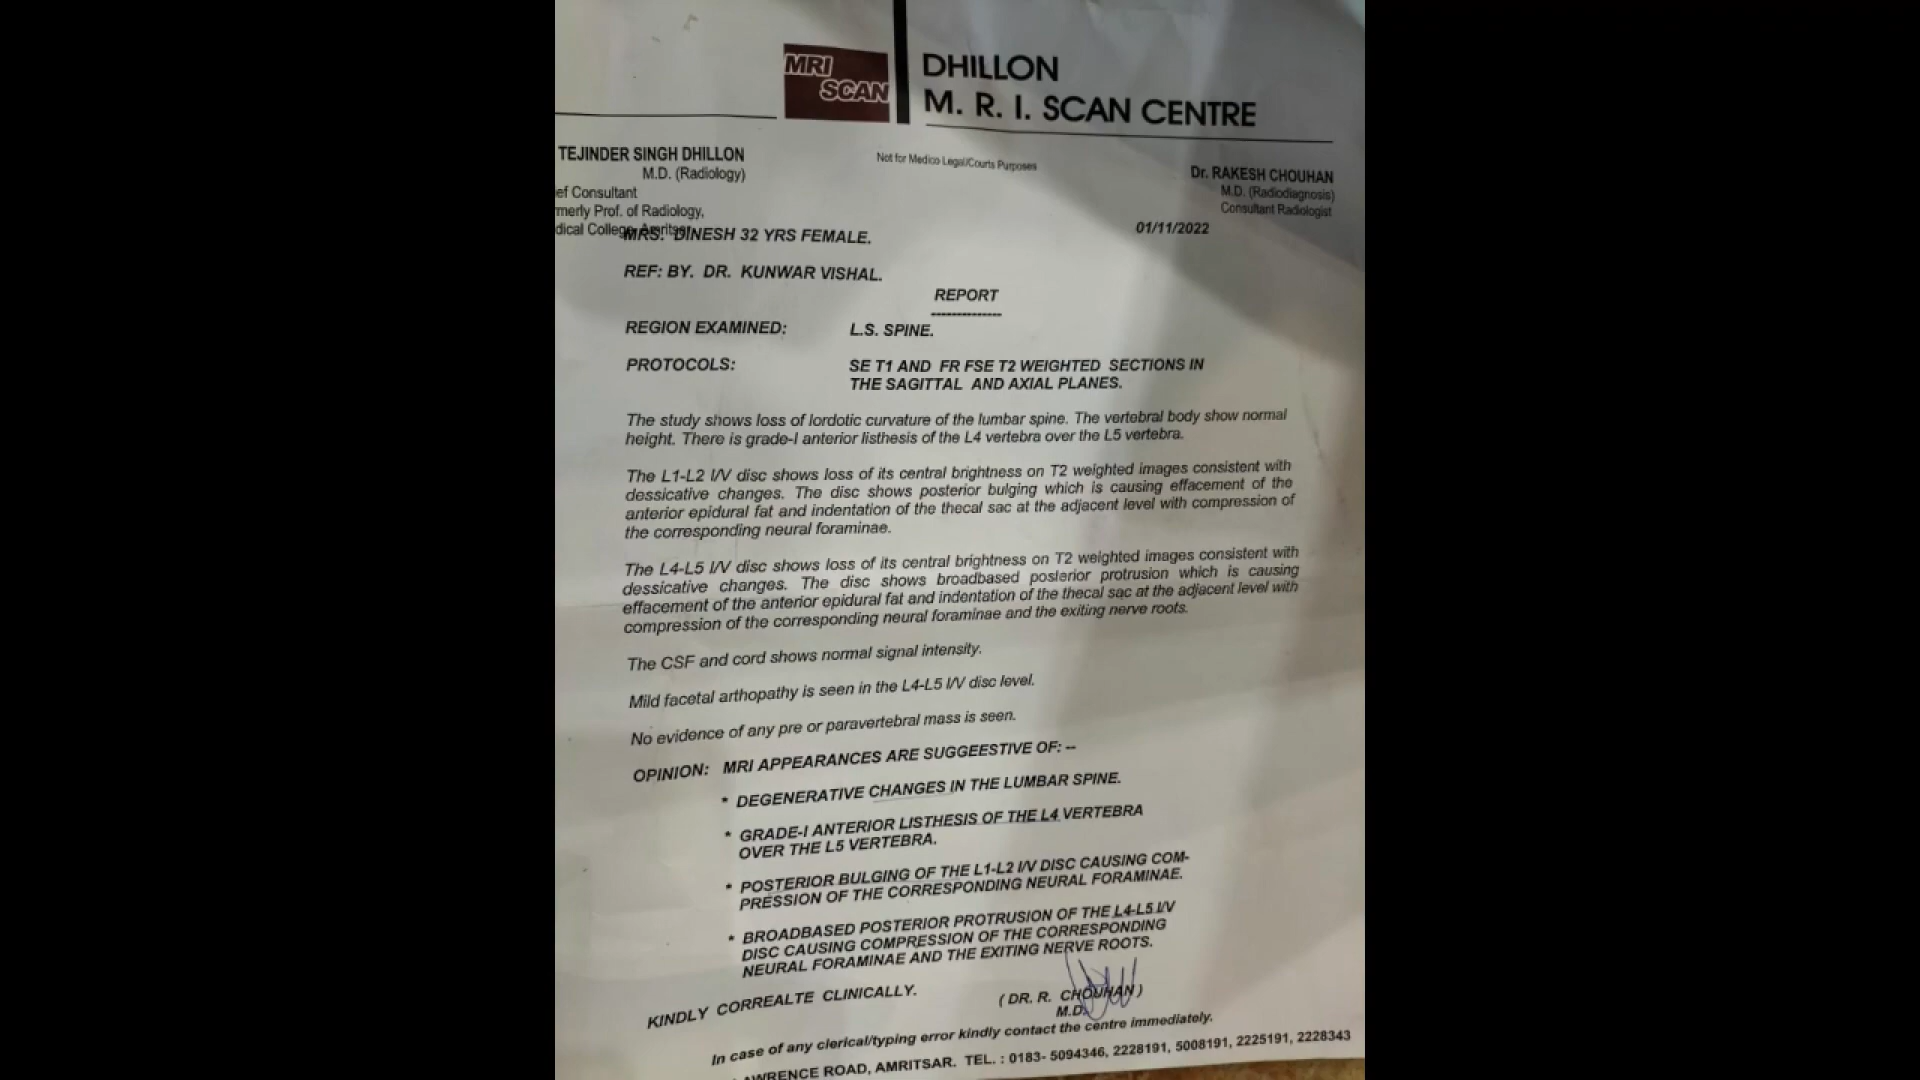 MRI
SCAN
DHILLON
M. R. I. SCAN CENTRE
TEJINDER SINGH DHILLON
M.D. (Radiology)
ef Consultant
merly Prof. of Radiology,
dical College, Amritsar
Not for Medico Legal/Courts Purposes
Dr. RAKESH CHOUHAN
M.D. (Radiodiagnosis)
Consultant Radiologist
01/11/2022
MRS. DINESH 32 YRS FEMALE.
REF: BY. DR. KUNWAR VISHAL.
REPORT
--------------
REGION EXAMINED: L.S. SPINE.
PROTOCOLS: SE T1 AND FR FSE T2 WEIGHTED SECTIONS IN
THE SAGITTAL AND AXIAL PLANES.
The study shows loss of lordotic curvature of the lumbar spine. The vertebral body show normal
height. There is grade-I anterior listhesis of the L4 vertebra over the L5 vertebra.
The L1-L2 I/V disc shows loss of its central brightness on T2 weighted images consistent with
dessicative changes. The disc shows posterior bulging which is causing effacement of the
anterior epidural fat and indentation of the thecal sac at the adjacent level with compression of
the corresponding neural foraminae.
The L4-L5 I/V disc shows loss of its central brightness on T2 weighted images consistent with
dessicative changes. The disc shows broadbased posterior protrusion which is causing
effacement of the anterior epidural fat and indentation of the thecal sac at the adjacent level with
compression of the corresponding neural foraminae and the exiting nerve roots.
The CSF and cord shows normal signal intensity.
Mild facetal arthopathy is seen in the L4-L5 I/V disc level.
No evidence of any pre or paravertebral mass is seen.
OPINION: MRI APPEARANCES ARE SUGGEESTIVE OF: --
* DEGENERATIVE CHANGES IN THE LUMBAR SPINE.
* GRADE-I ANTERIOR LISTHESIS OF THE L4 VERTEBRA
OVER THE L5 VERTEBRA.
* POSTERIOR BULGING OF THE L1-L2 I/V DISC CAUSING COM-
PRESSION OF THE CORRESPONDING NEURAL FORAMINAE.
* BROADBASED POSTERIOR PROTRUSION OF THE L4-L5 I/V
DISC CAUSING COMPRESSION OF THE CORRESPONDING
NEURAL FORAMINAE AND THE EXITING NERVE ROOTS.
KINDLY CORREALTE CLINICALLY.
( DR. R. CHOUHAN )
M.D.
In case of any clerical/typing error kindly contact the centre immediately.
AWRENCE ROAD, AMRITSAR. TEL. : 0183- 5094346, 2228191, 5008191, 2225191, 2228343